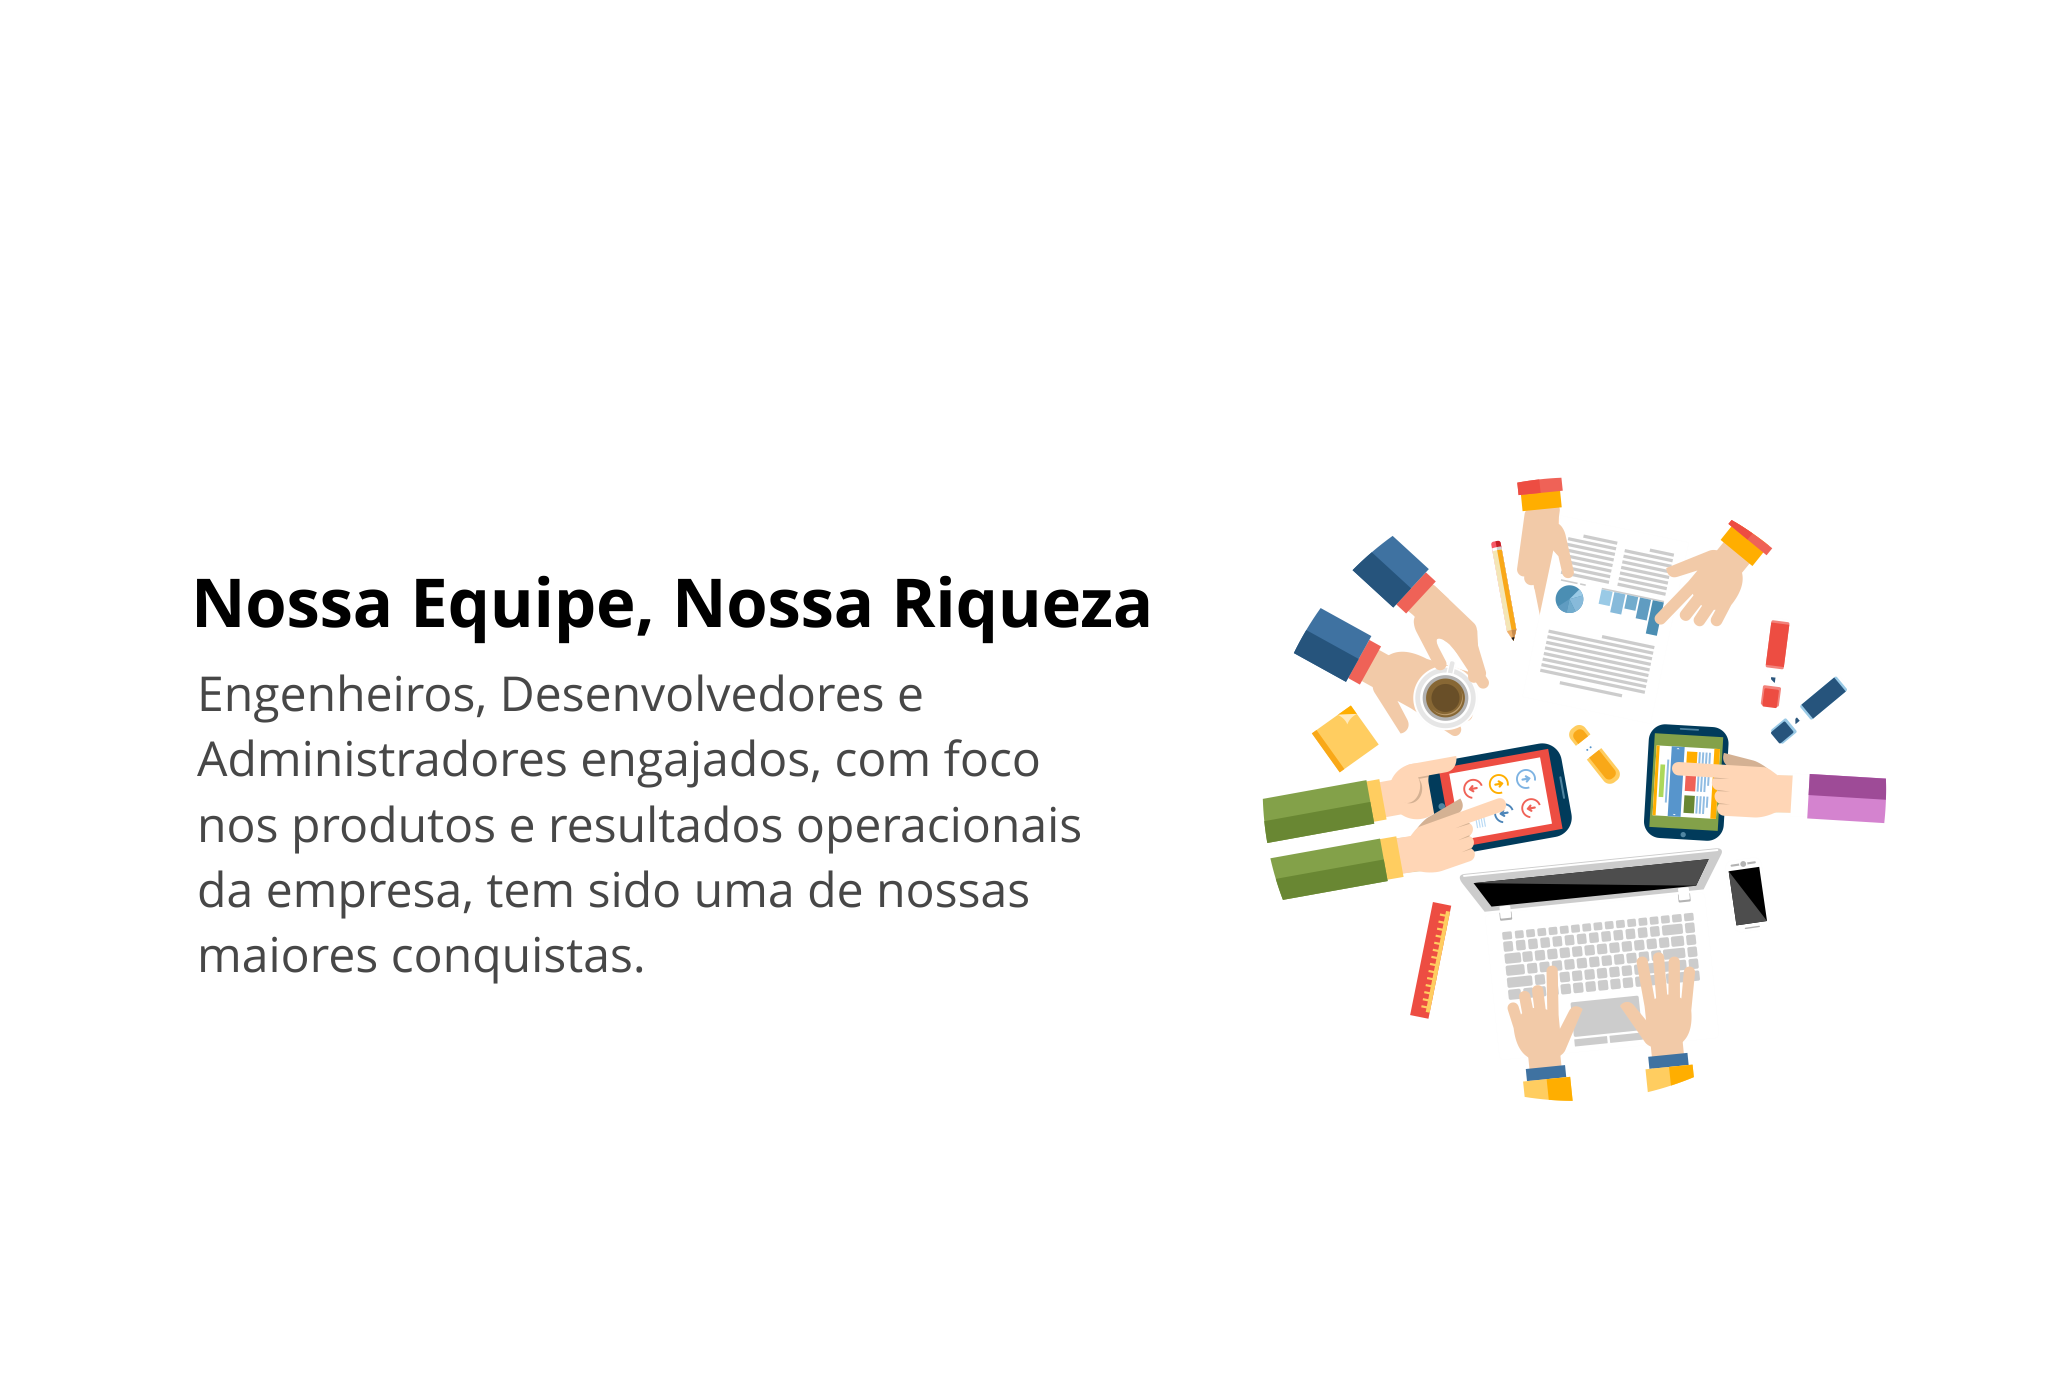 Nossa Equipe, Nossa Riqueza
Engenheiros, Desenvolvedores e
Administradores engajados, com foco
nos produtos e resultados operacionais
da empresa, tem sido uma de nossas
maiores conquistas.